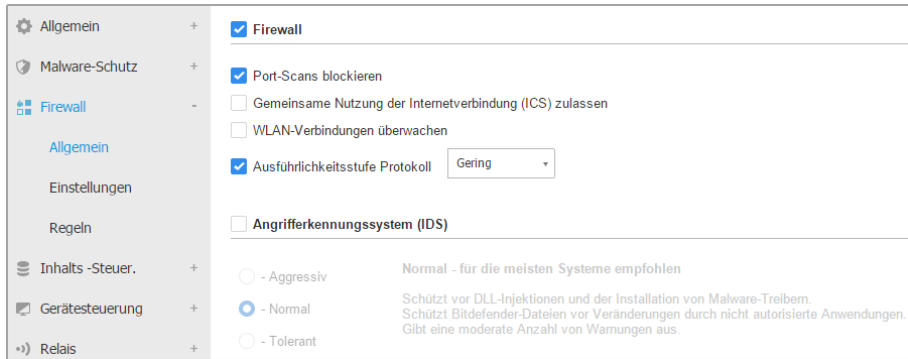 Allgemein +
Malware-Schutz +
Firewall -
Allgemein
Einstellungen
Regeln
Inhalts -Steuer. +
Gerätesteuerung +
Relais +
Firewall
Port-Scans blockieren
Gemeinsame Nutzung der Internetverbindung (ICS) zulassen
WLAN-Verbindungen überwachen
Ausführlichkeitsstufe Protokoll Gering
Angrifferkennungssystem (IDS)
- Aggressiv
- Normal
- Tolerant
Normal - für die meisten Systeme empfohlen
Schützt vor DLL-Injektionen und der Installation von Malware-Treibern.
Schützt Bitdefender-Dateien vor Veränderungen durch nicht autorisierte Anwendungen.
Gibt eine moderate Anzahl von Warnungen aus.